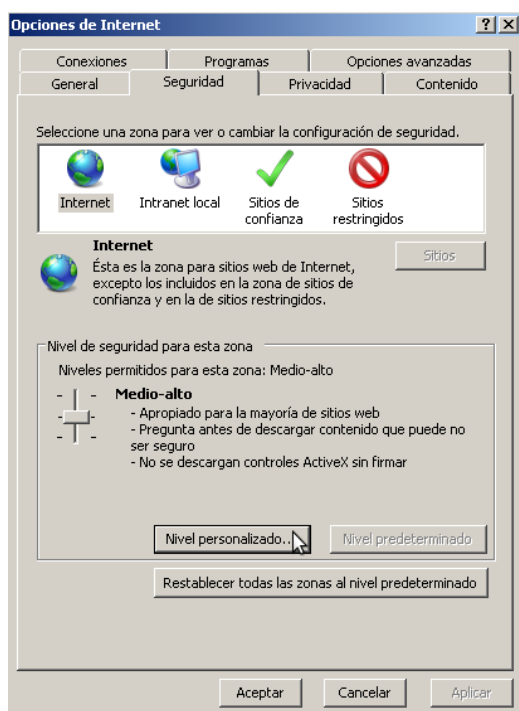 Opciones de Internet
Conexiones
Programas
Opciones avanzadas
General
Seguridad
Privacidad
Contenido
Seleccione una zona para ver o cambiar la configuración de seguridad.
Internet
Intranet local
Sitios de
confianza
Sitios
restringidos
Internet
Ésta es la zona para sitios web de Internet,
excepto los incluidos en la zona de sitios de
confianza y en la de sitios restringidos.
Sitios
Nivel de seguridad para esta zona
Niveles permitidos para esta zona: Medio-alto
Medio-alto
- Apropiado para la mayoría de sitios web
- Pregunta antes de descargar contenido que puede no
ser seguro
- No se descargan controles ActiveX sin firmar
Nivel personalizado...
Nivel predeterminado
Restablecer todas las zonas al nivel predeterminado
Aceptar
Cancelar
Aplicar